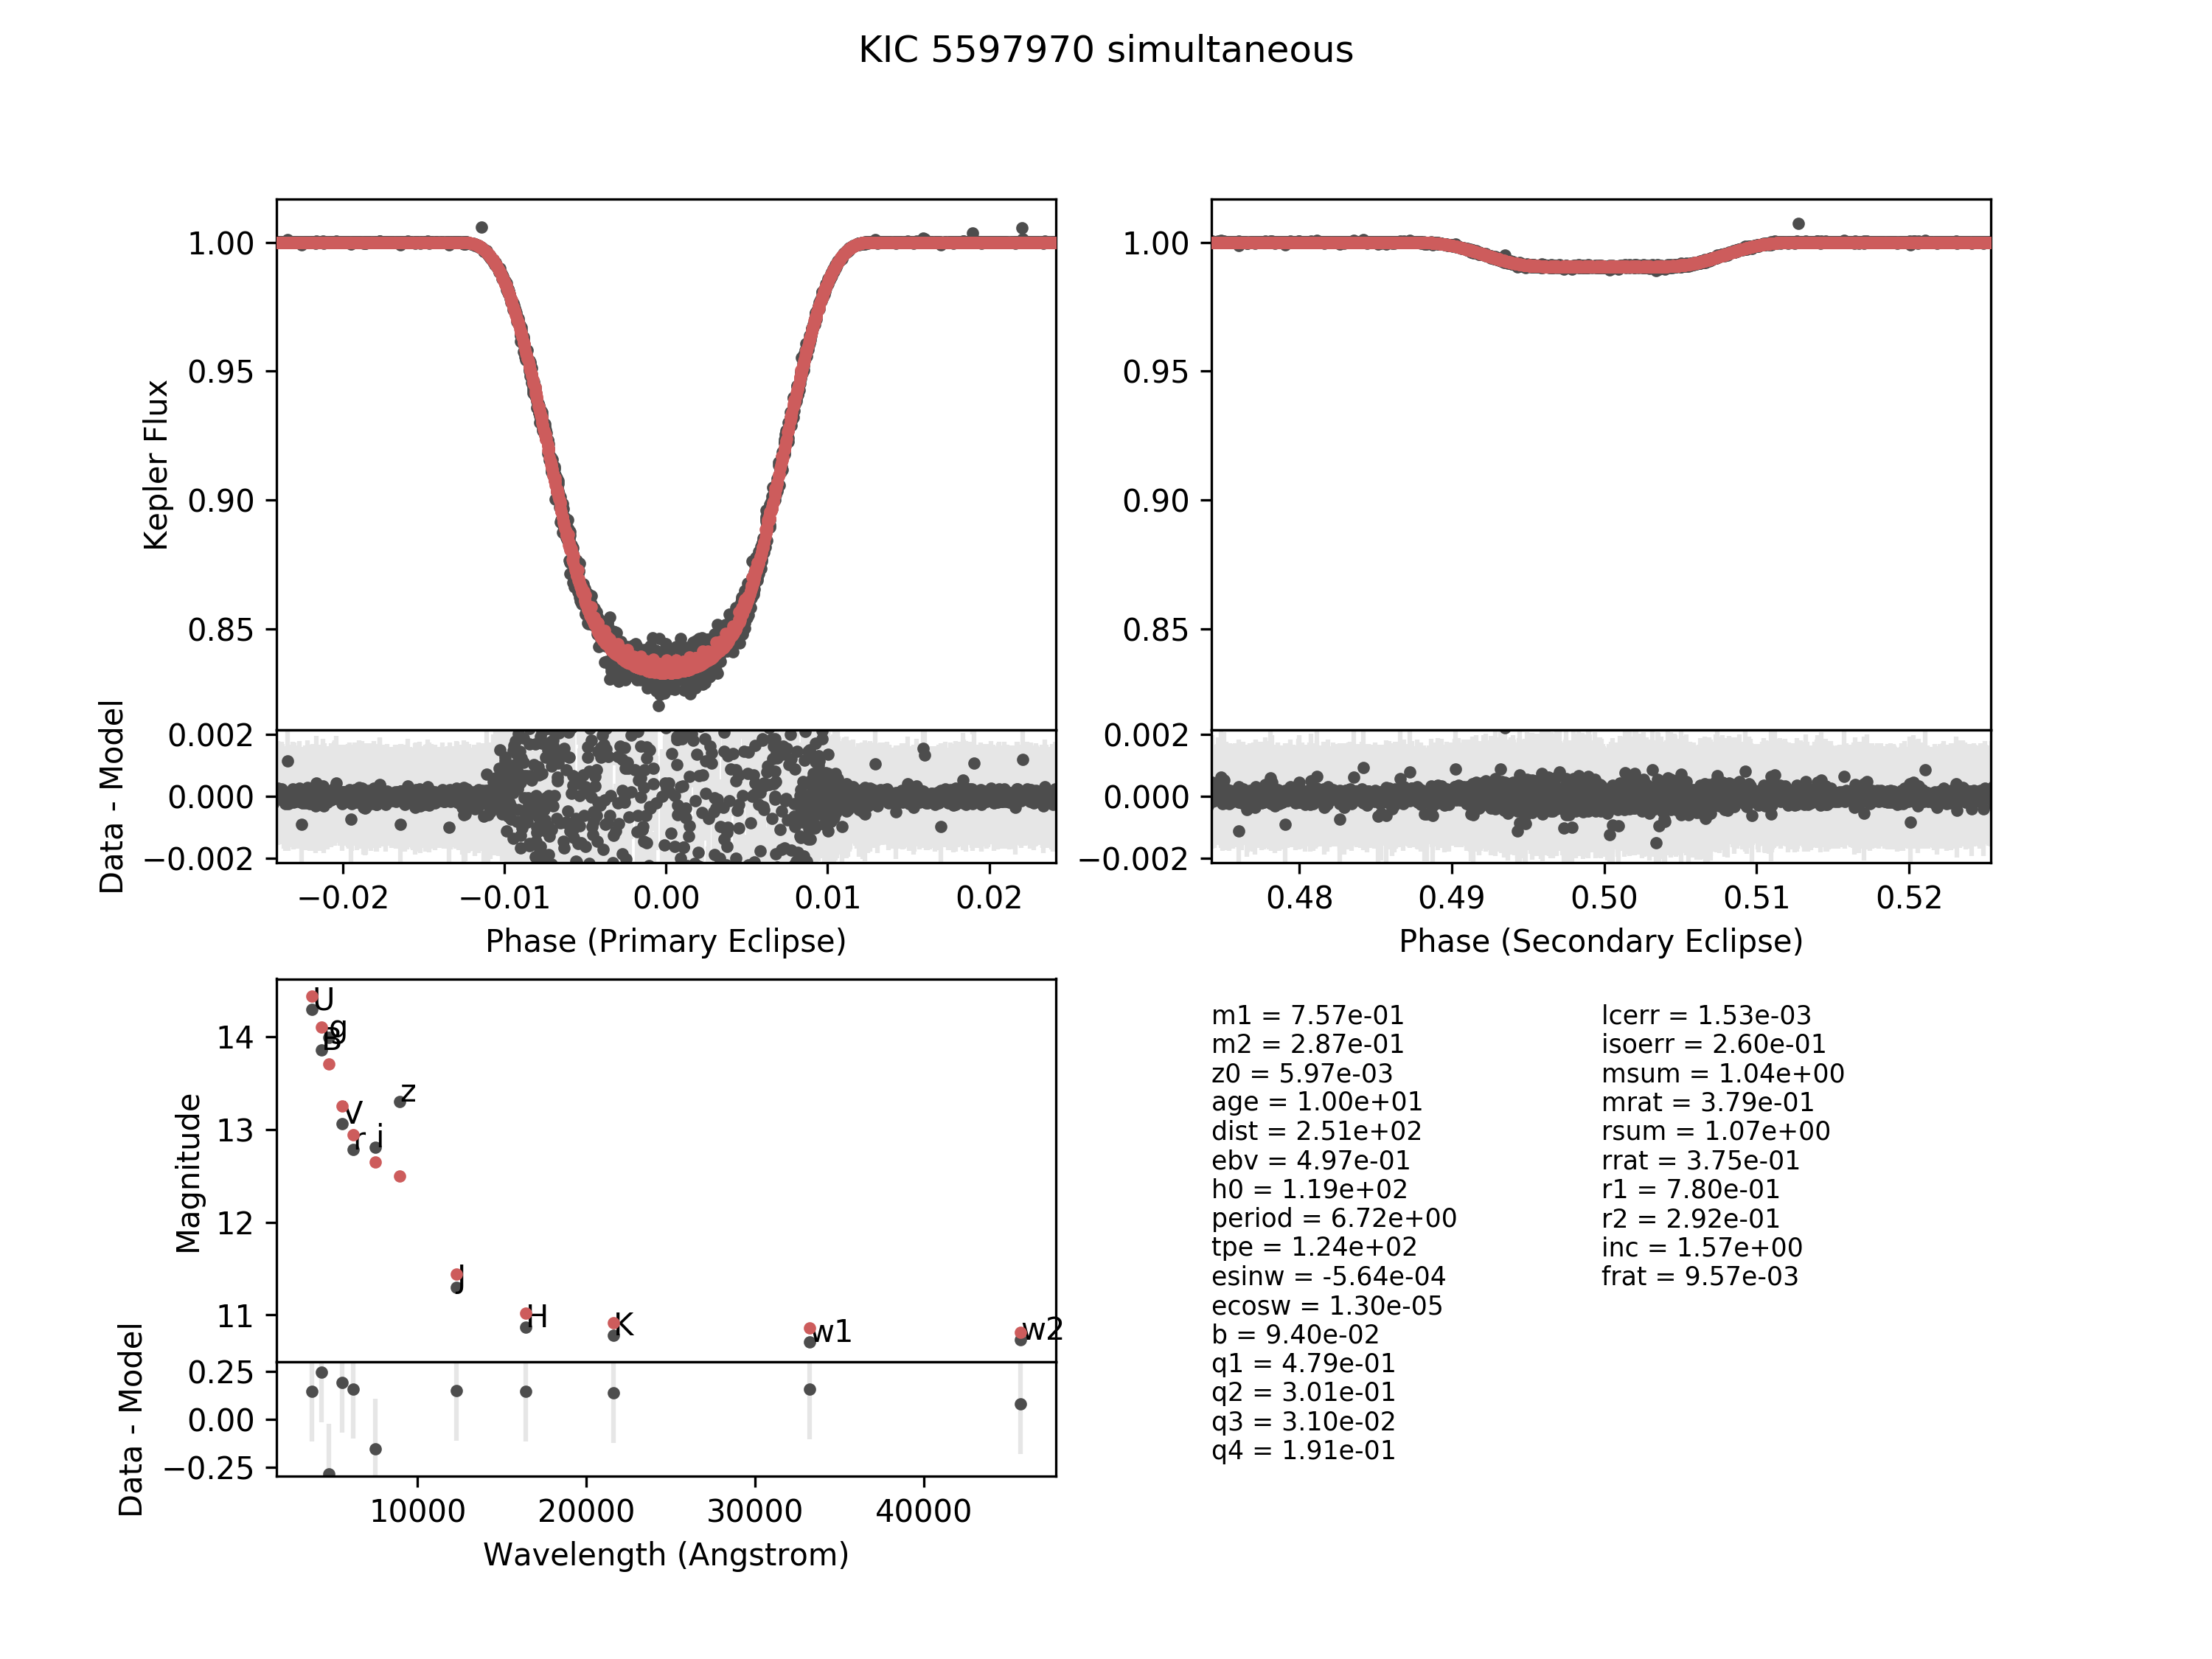 KIC 5597970 simultaneous
1.00
0.95
0.90
0.85
Kepler Flux
0.002
0.000
−0.002
Data - Model
−0.02 −0.01 0.00 0.01 0.02
Phase (Primary Eclipse)
1.00
0.95
0.90
0.85
0.002
0.000
−0.002
0.48 0.49 0.50 0.51 0.52
Phase (Secondary Eclipse)
14
13
12
11
Magnitude
U
g
B
V
r
i
z
J
H
K
w1
w2
0.25
0.00
−0.25
Data - Model
10000 20000 30000 40000
Wavelength (Angstrom)
m1 = 7.57e-01
m2 = 2.87e-01
z0 = 5.97e-03
age = 1.00e+01
dist = 2.51e+02
ebv = 4.97e-01
h0 = 1.19e+02
period = 6.72e+00
tpe = 1.24e+02
esinw = -5.64e-04
ecosw = 1.30e-05
b = 9.40e-02
q1 = 4.79e-01
q2 = 3.01e-01
q3 = 3.10e-02
q4 = 1.91e-01
lcerr = 1.53e-03
isoerr = 2.60e-01
msum = 1.04e+00
mrat = 3.79e-01
rsum = 1.07e+00
rrat = 3.75e-01
r1 = 7.80e-01
r2 = 2.92e-01
inc = 1.57e+00
frat = 9.57e-03